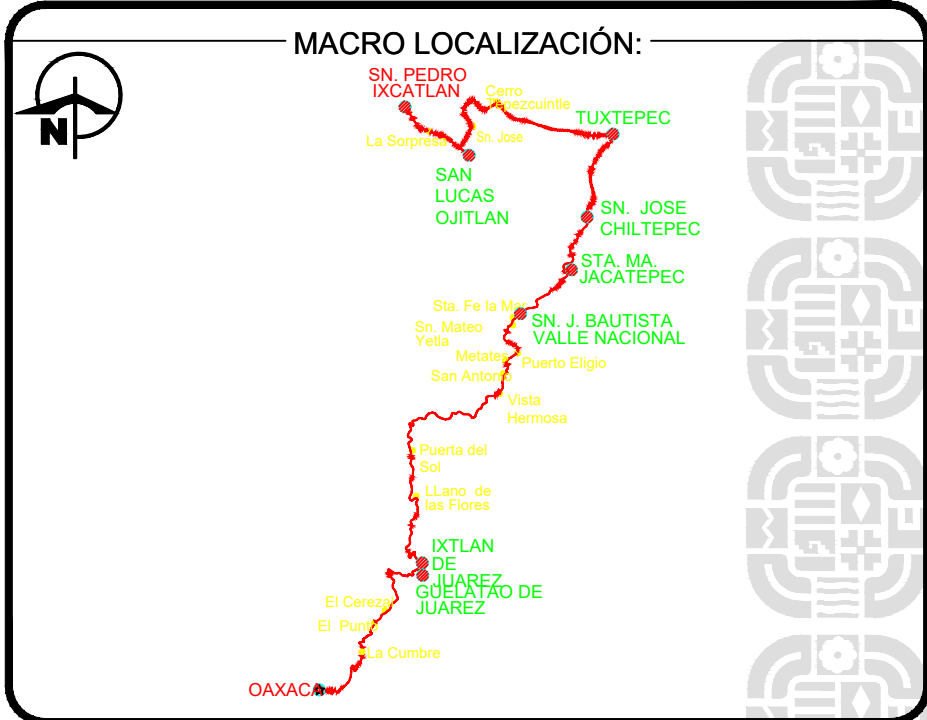 MACRO LOCALIZACIÓN:
N
SN. PEDRO
IXCATLAN
Cerro
Tepezcuintle
La Sorpresa
Sn. Jose
TUXTEPEC
SAN
LUCAS
OJITLAN
SN. JOSE
CHILTEPEC
STA. MA.
JACATEPEC
Sta. Fe la Mar
SN. J. BAUTISTA
VALLE NACIONAL
Sn. Mateo
Yetla
Metates
Puerto Eligio
San Antonio
Vista
Hermosa
Puerta del
Sol
LLano de
las Flores
IXTLAN
DE
JUAREZ
GUELATAO DE
JUAREZ
El Cerezal
El Punto
La Cumbre
OAXACA